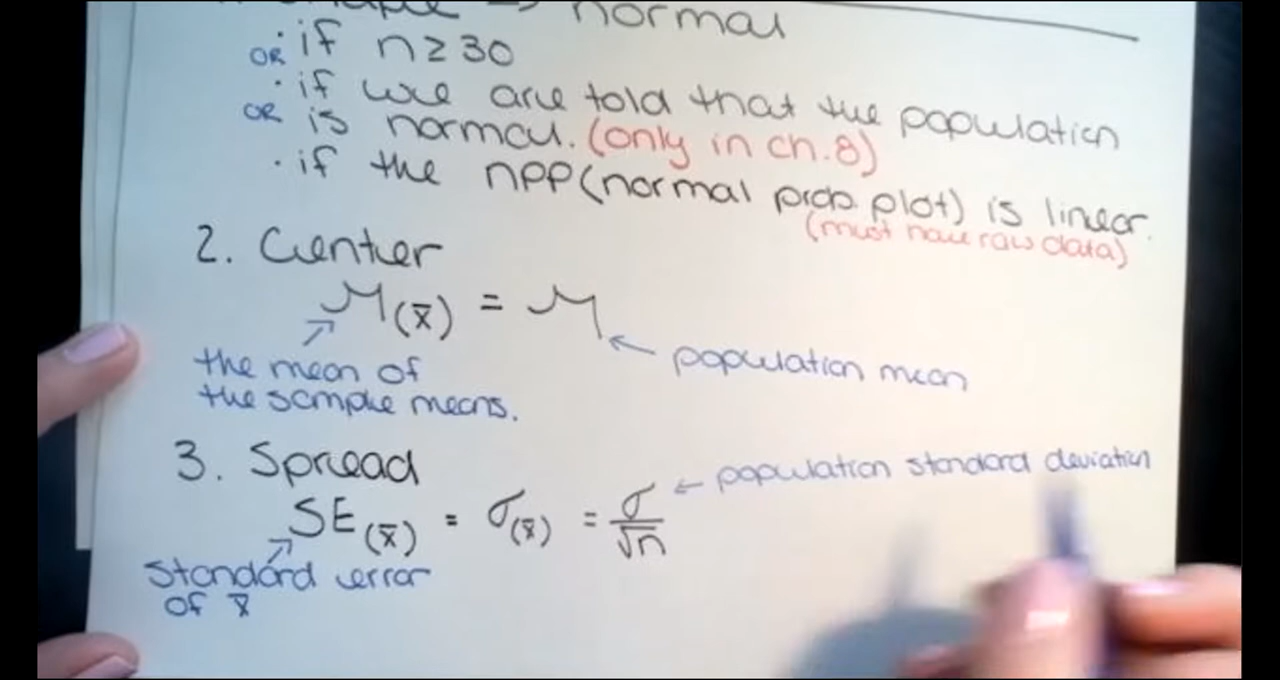 → normal
OR · if n ≥ 30
· if we are told that the population
OR is normal. (only in ch.8)
· if the NPP (normal prob plot) is linear.
(must have raw data)
2. Center
μ(x̄) = μ
the mean of
the sample means.
← population mean
3. Spread
SE(x̄) = σ(x̄) = σ/√n
← population standard deviation
standard error
of x̄